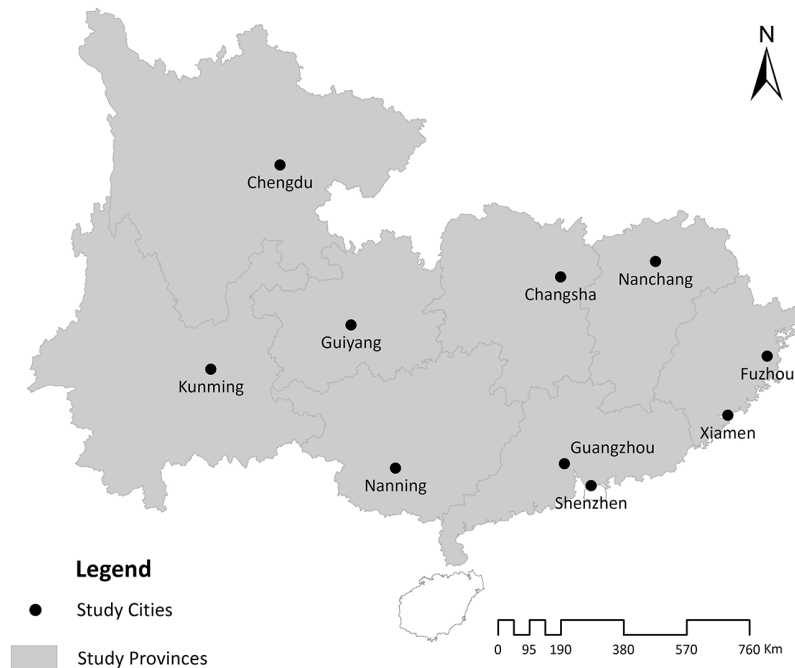 N
Chengdu
Nanchang
Changsha
Guiyang
Fuzhou
Kunming
Xiamen
Guangzhou
Nanning
Shenzhen
Legend
Study Cities
Study Provinces
0 95 190 380 570 760 Km